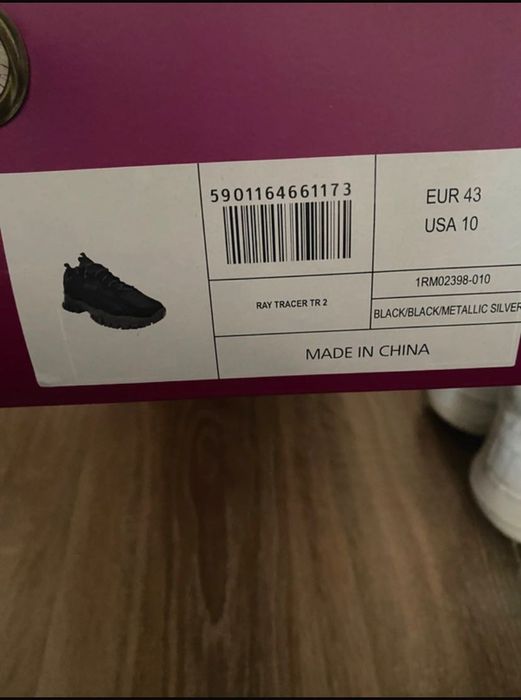 5901164661173
EUR 43
USA 10
RAY TRACER TR 2
1RM02398-010
BLACK/BLACK/METALLIC SILVER
MADE IN CHINA